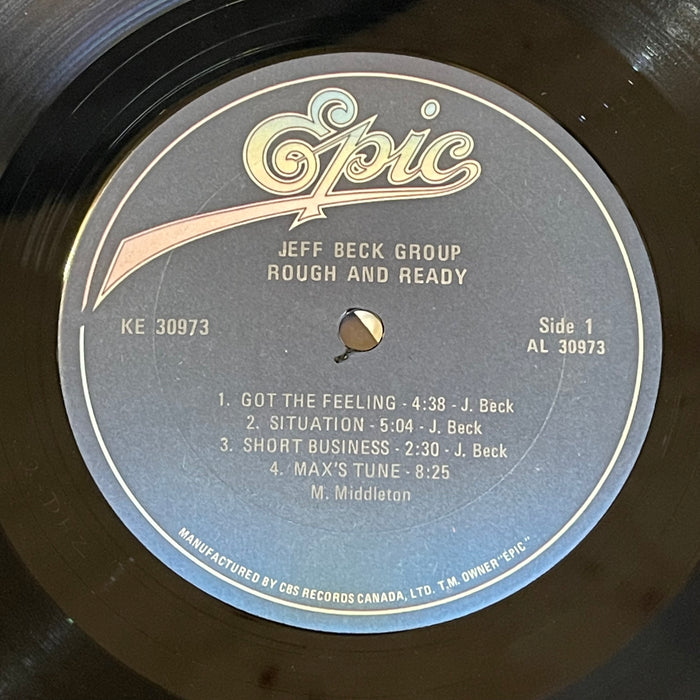 Epic
JEFF BECK GROUP
ROUGH AND READY
KE 30973
Side 1
AL 30973
1. GOT THE FEELING - 4:38 - J. Beck
2. SITUATION - 5:04 - J. Beck
3. SHORT BUSINESS - 2:30 - J. Beck
4. MAX'S TUNE - 8:25
M. Middleton
MANUFACTURED BY CBS RECORDS CANADA, LTD. T.M. OWNER "EPIC"